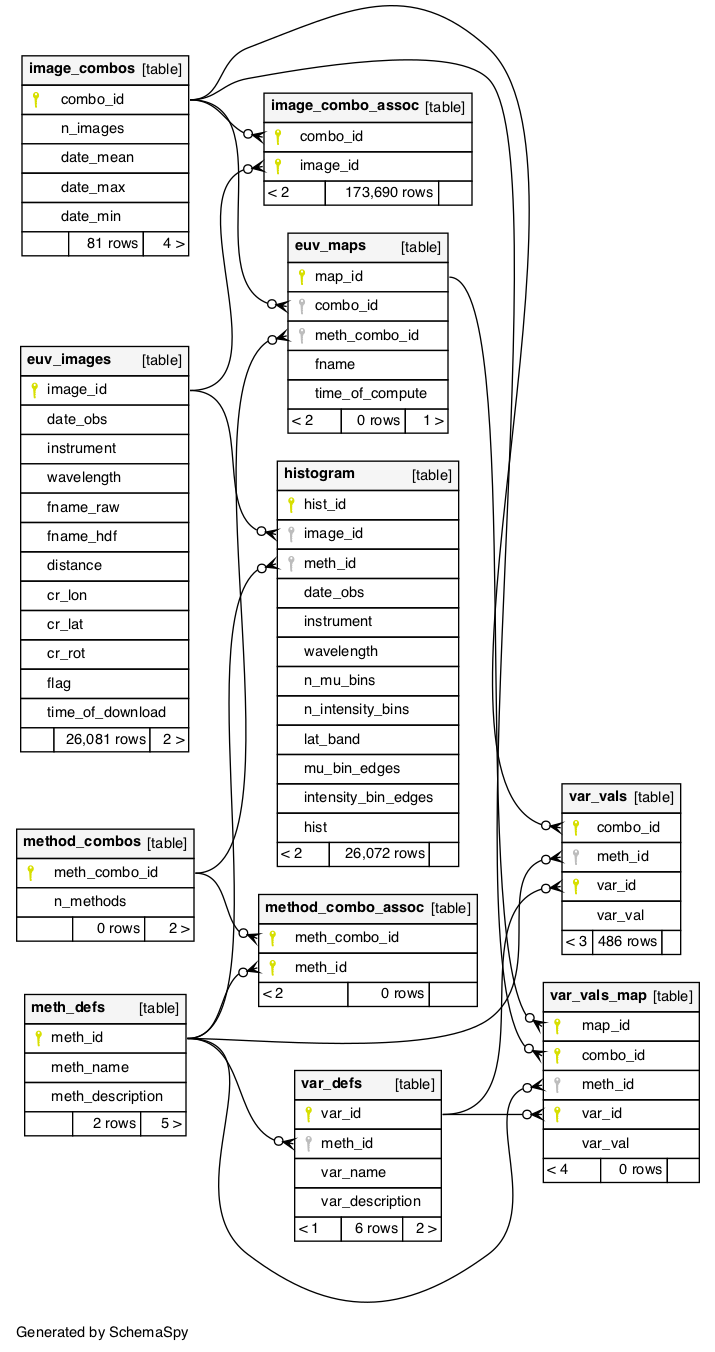 image_combos [table]
combo_id
n_images
date_mean
date_max
date_min
81 rows 4 >
image_combo_assoc [table]
combo_id
image_id
< 2 173,690 rows
euv_maps [table]
map_id
combo_id
meth_combo_id
fname
time_of_compute
< 2 0 rows 1 >
euv_images [table]
image_id
date_obs
instrument
wavelength
fname_raw
fname_hdf
distance
cr_lon
cr_lat
cr_rot
flag
time_of_download
26,081 rows 2 >
histogram [table]
hist_id
image_id
meth_id
date_obs
instrument
wavelength
n_mu_bins
n_intensity_bins
lat_band
mu_bin_edges
intensity_bin_edges
hist
< 2 26,072 rows
method_combos [table]
meth_combo_id
n_methods
0 rows 2 >
var_vals [table]
combo_id
meth_id
var_id
var_val
< 3 486 rows
method_combo_assoc [table]
meth_combo_id
meth_id
< 2 0 rows
meth_defs [table]
meth_id
meth_name
meth_description
2 rows 5 >
var_vals_map [table]
map_id
combo_id
meth_id
var_id
var_val
< 4 0 rows
var_defs [table]
var_id
meth_id
var_name
var_description
< 1 6 rows 2 >
Generated by SchemaSpy